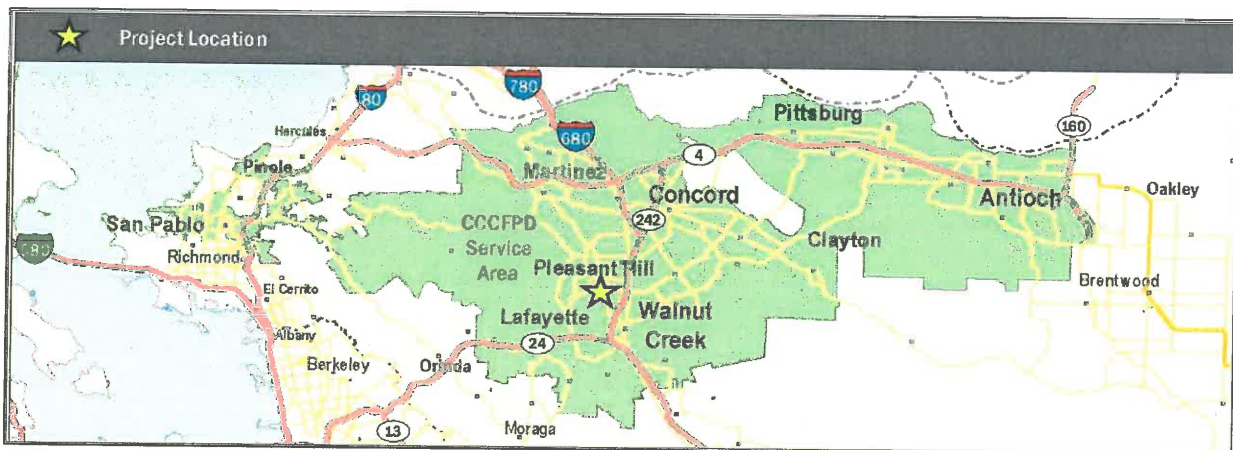 Project Location
780
80
Hercules
680
Pittsburg
160
Pinole
Martinez
4
Concord
Antioch
Oakley
San Pablo
242
CCCFPD
Service
Area
Clayton
Richmond
Pleasant Hill
Brentwood
El Cerrito
Lafayette
Walnut
Creek
Albany
24
Berkeley
Orinda
Moraga
13